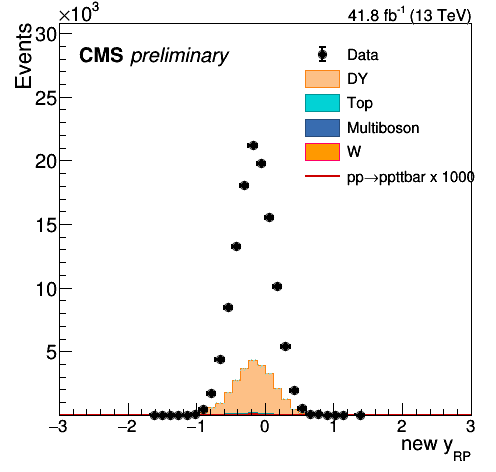 ×10³
41.8 fb⁻¹ (13 TeV)
Events
CMS preliminary
Data
DY
Top
Multiboson
W
pp→ppttbar x 1000
30
25
20
15
10
5
−3 −2 −1 0 1 2 3
new y_RP